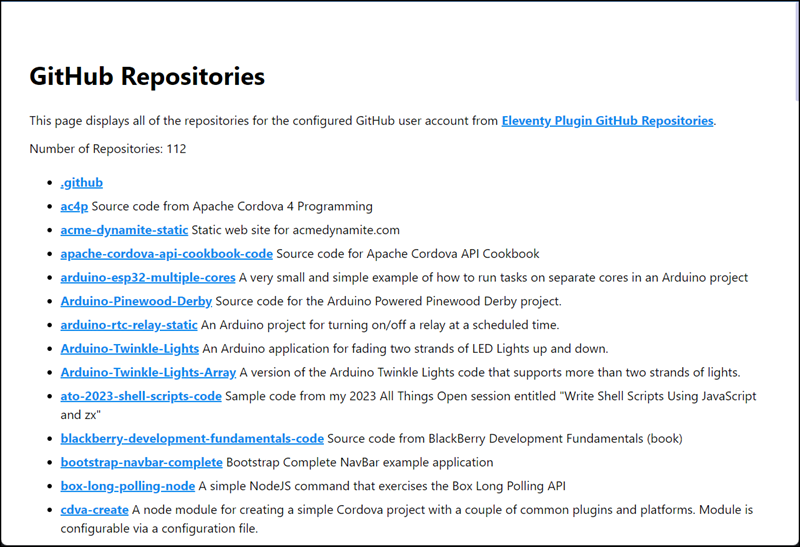 GitHub Repositories
This page displays all of the repositories for the configured GitHub user account from Eleventy Plugin GitHub Repositories.
Number of Repositories: 112
.github
ac4p Source code from Apache Cordova 4 Programming
acme-dynamite-static Static web site for acmedynamite.com
apache-cordova-api-cookbook-code Source code for Apache Cordova API Cookbook
arduino-esp32-multiple-cores A very small and simple example of how to run tasks on separate cores in an Arduino project
Arduino-Pinewood-Derby Source code for the Arduino Powered Pinewood Derby project.
arduino-rtc-relay-static An Arduino project for turning on/off a relay at a scheduled time.
Arduino-Twinkle-Lights An Arduino application for fading two strands of LED Lights up and down.
Arduino-Twinkle-Lights-Array A version of the Arduino Twinkle Lights code that supports more than two strands of lights.
ato-2023-shell-scripts-code Sample code from my 2023 All Things Open session entitled "Write Shell Scripts Using JavaScript
and zx"
blackberry-development-fundamentals-code Source code from BlackBerry Development Fundamentals (book)
bootstrap-navbar-complete Bootstrap Complete NavBar example application
box-long-polling-node A simple NodeJS command that exercises the Box Long Polling API
cdva-create A node module for creating a simple Cordova project with a couple of common plugins and platforms. Module is
configurable via a configuration file.